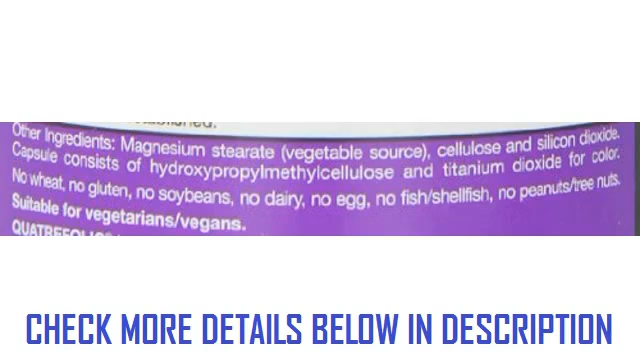 Other Ingredients: Magnesium stearate (vegetable source), cellulose and silicon dioxide.
Capsule consists of hydroxypropylmethylcellulose and titanium dioxide for color.
No wheat, no gluten, no soybeans, no dairy, no egg, no fish/shellfish, no peanuts/tree nuts.
Suitable for vegetarians/vegans.
CHECK MORE DETAILS BELOW IN DESCRIPTION